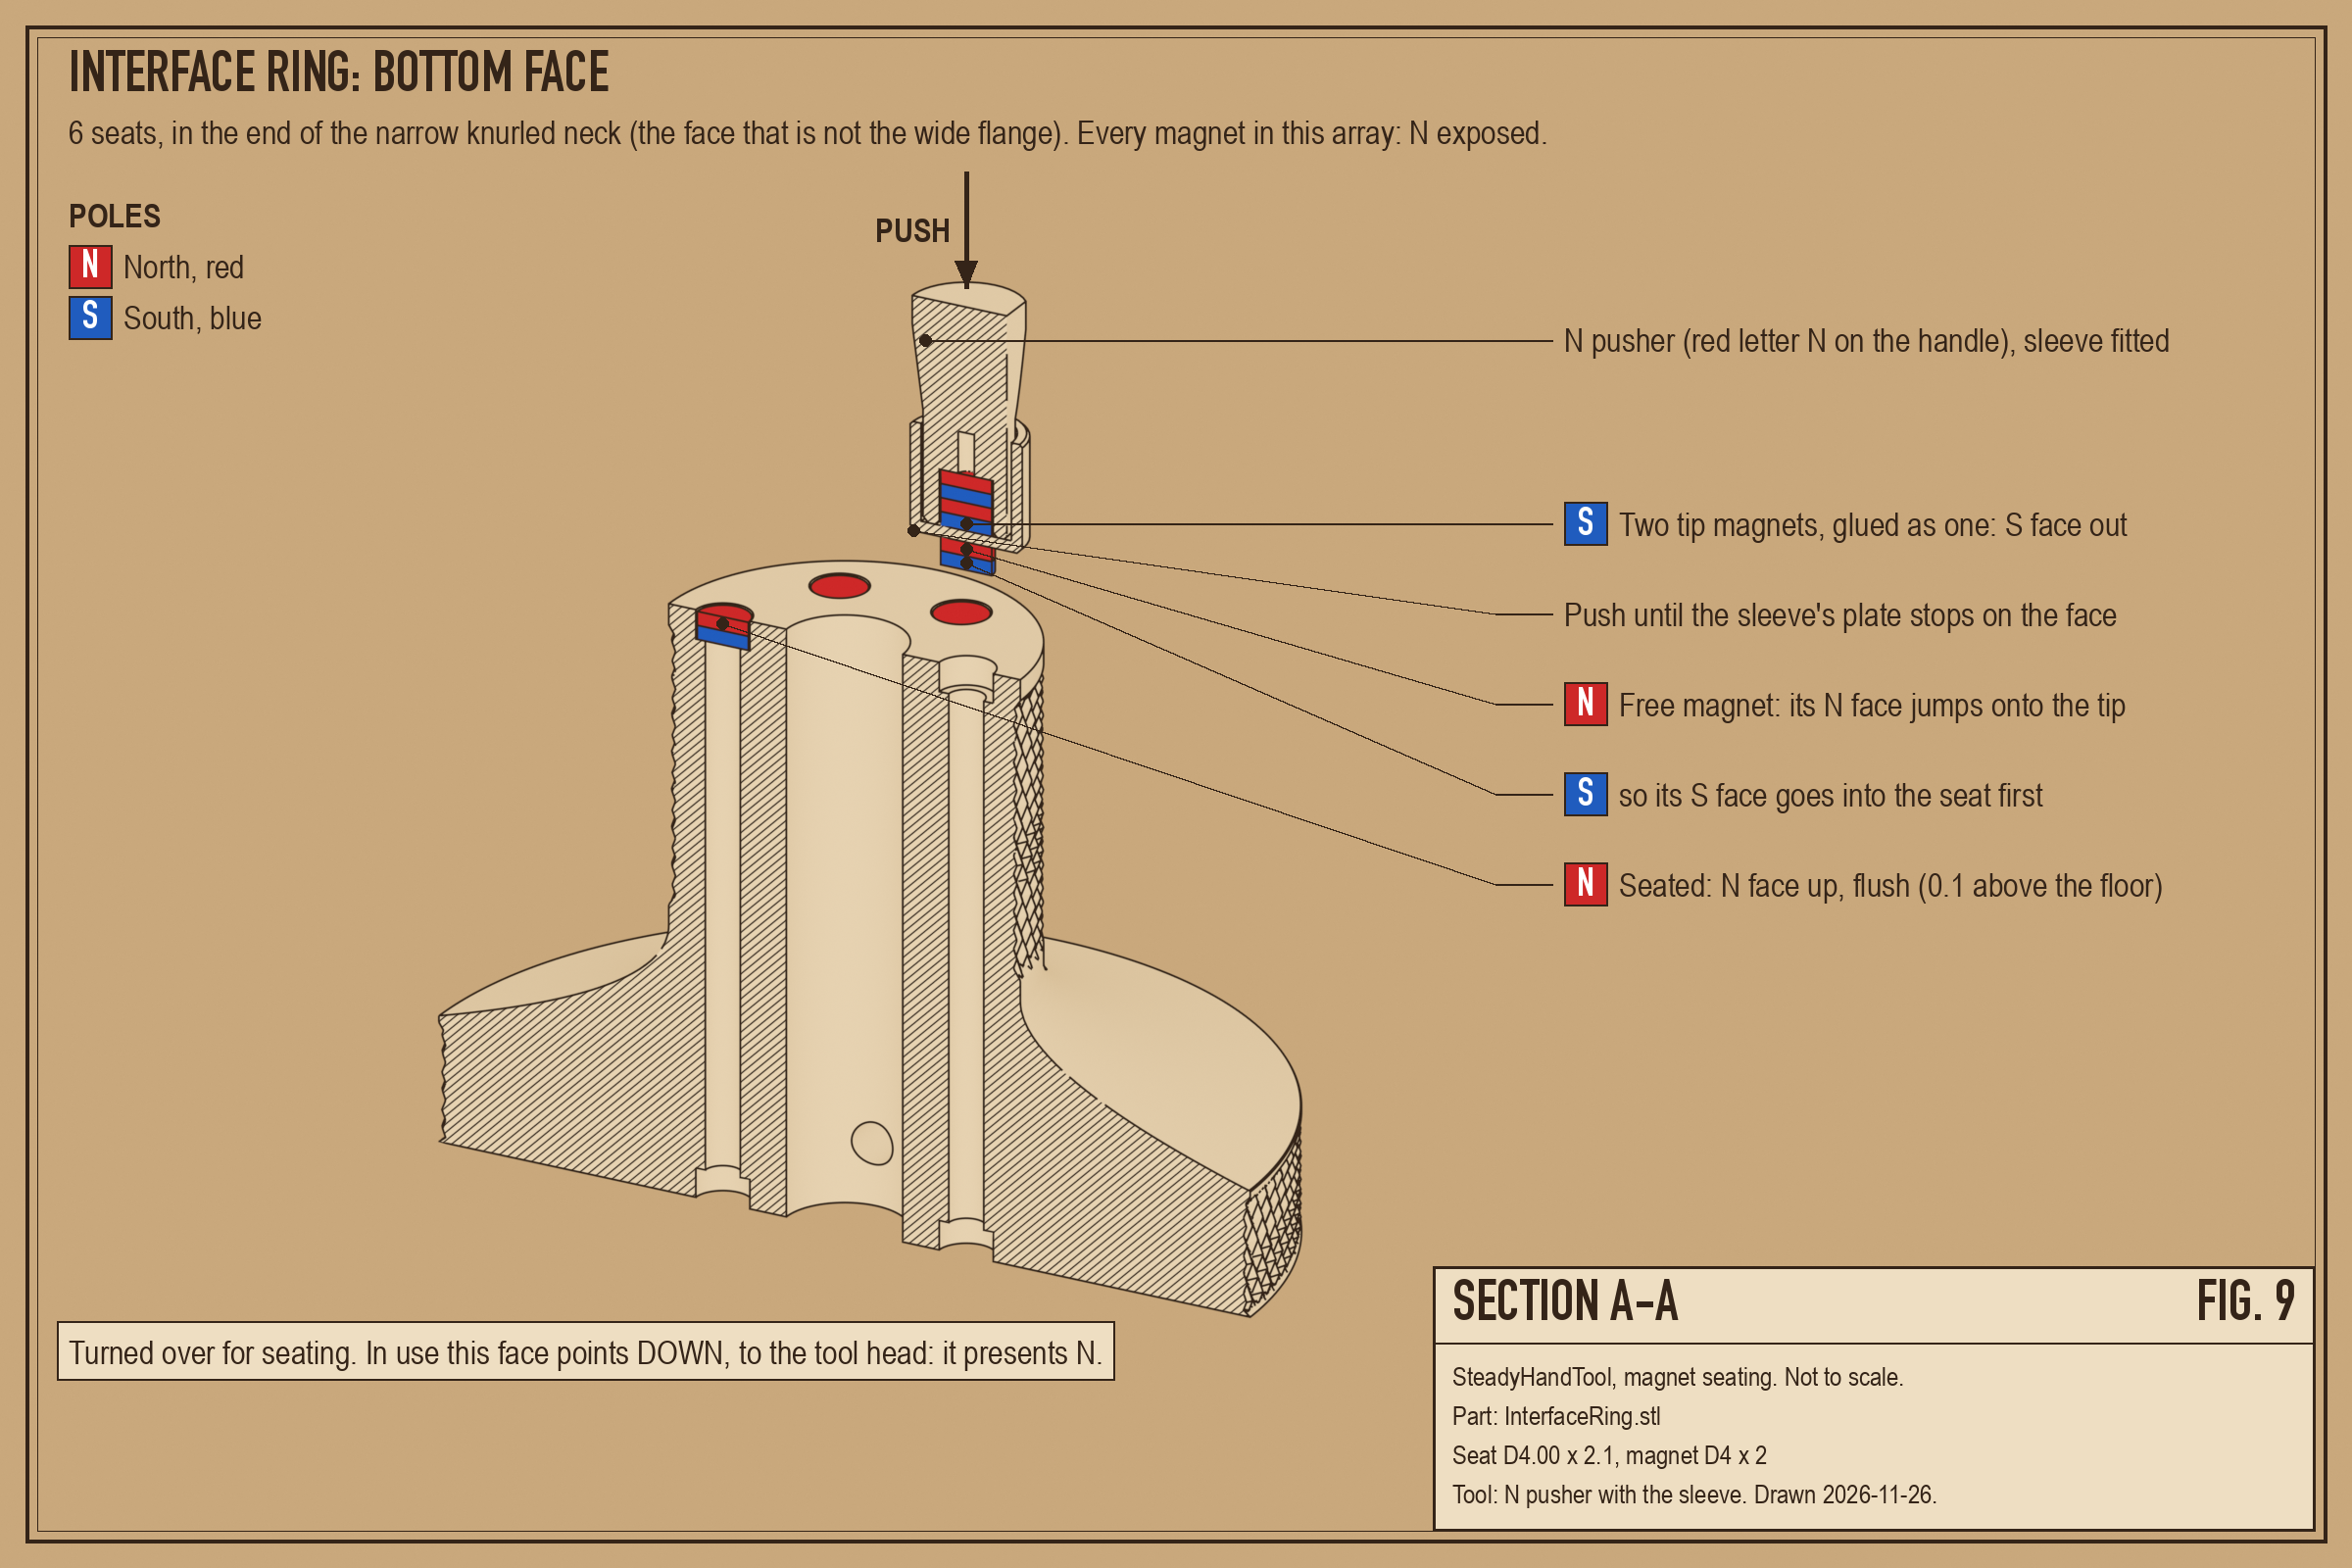 INTERFACE RING: BOTTOM FACE
6 seats, in the end of the narrow knurled neck (the face that is not the wide flange). Every magnet in this array: N exposed.
POLES
N North, red
S South, blue
PUSH
N pusher (red letter N on the handle), sleeve fitted
S Two tip magnets, glued as one: S face out
Push until the sleeve's plate stops on the face
N Free magnet: its N face jumps onto the tip
S so its S face goes into the seat first
N Seated: N face up, flush (0.1 above the floor)
Turned over for seating. In use this face points DOWN, to the tool head: it presents N.
SECTION A-A FIG. 9
SteadyHandTool, magnet seating. Not to scale.
Part: InterfaceRing.stl
Seat D4.00 x 2.1, magnet D4 x 2
Tool: N pusher with the sleeve. Drawn 2026-11-26.